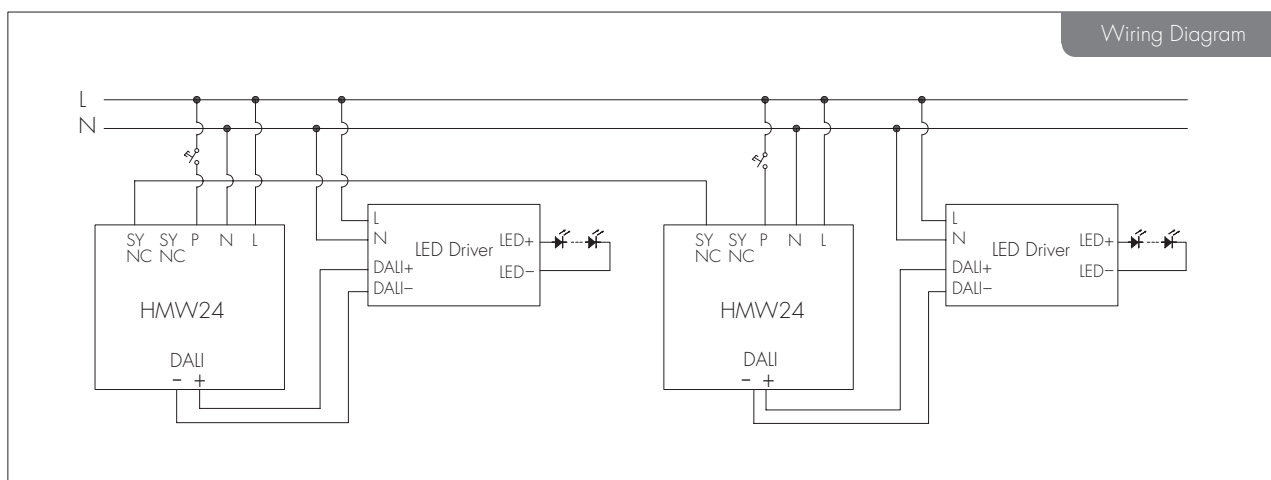 Wiring Diagram
L
N
SY
NC
SY
NC
P
N
L
HMW24
DALI
− +
L
N
DALI+
DALI−
LED Driver
LED+
LED−
SY
NC
SY
NC
P
N
L
HMW24
DALI
− +
L
N
DALI+
DALI−
LED Driver
LED+
LED−